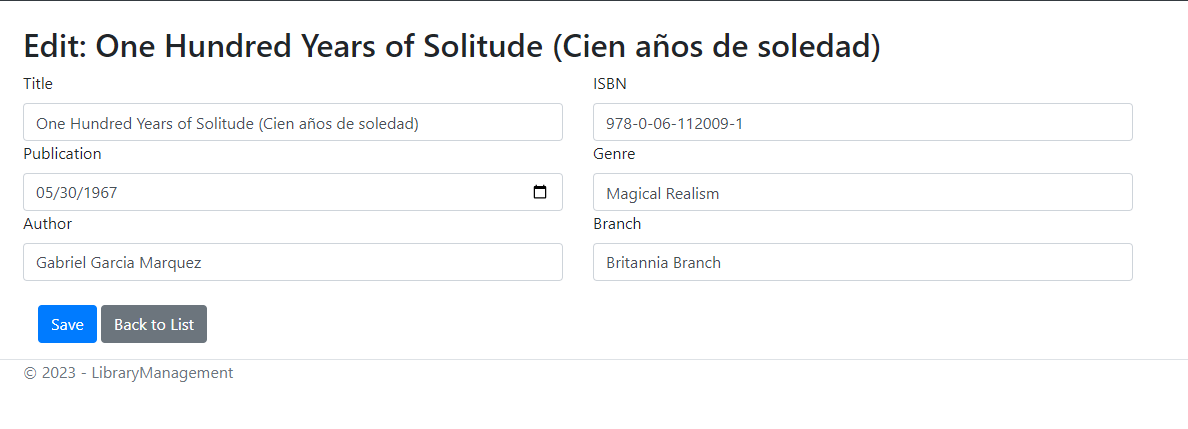 Edit: One Hundred Years of Solitude (Cien años de soledad)
Title
ISBN
One Hundred Years of Solitude (Cien años de soledad)
978-0-06-112009-1
Publication
Genre
05/30/1967
Magical Realism
Author
Branch
Gabriel Garcia Marquez
Britannia Branch
Save
Back to List
© 2023 - LibraryManagement